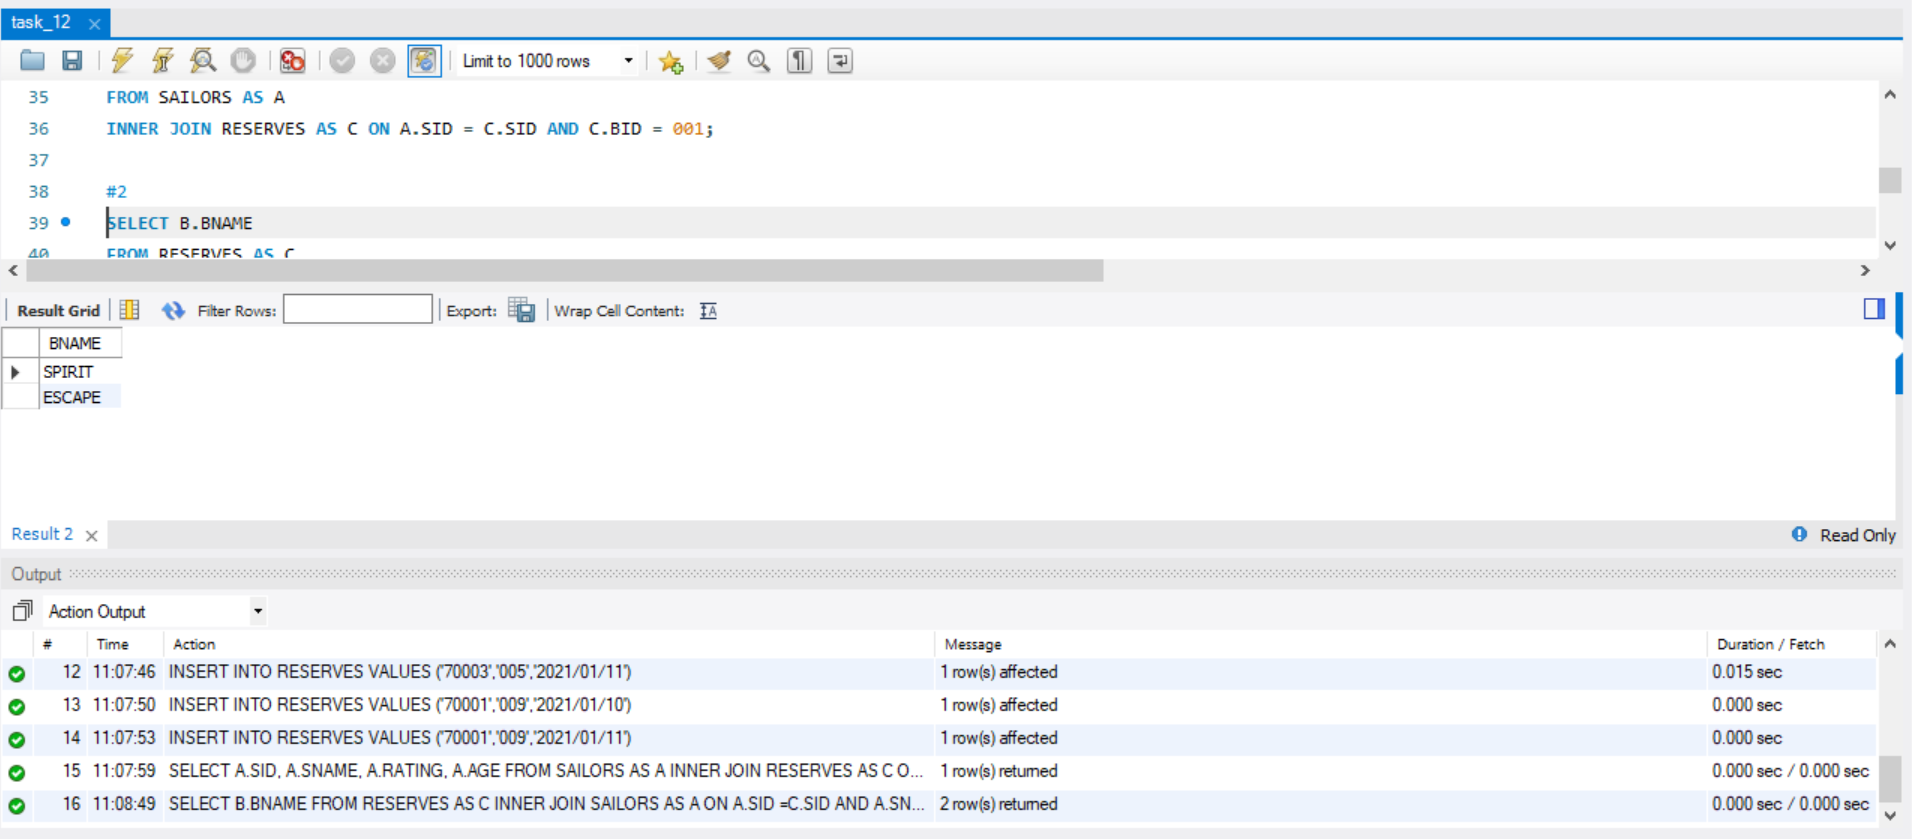 task_12
Limit to 1000 rows
35 FROM SAILORS AS A
36 INNER JOIN RESERVES AS C ON A.SID = C.SID AND C.BID = 001;
37
38 #2
39 SELECT B.BNAME
40 FROM RESERVES AS C
Result Grid Filter Rows: Export: Wrap Cell Content:
BNAME
SPIRIT
ESCAPE
Result 2 Read Only
Output
Action Output
# Time Action Message Duration / Fetch
12 11:07:46 INSERT INTO RESERVES VALUES ('70003','005','2021/01/11') 1 row(s) affected 0.015 sec
13 11:07:50 INSERT INTO RESERVES VALUES ('70001','009','2021/01/10') 1 row(s) affected 0.000 sec
14 11:07:53 INSERT INTO RESERVES VALUES ('70001','009','2021/01/11') 1 row(s) affected 0.000 sec
15 11:07:59 SELECT A.SID, A.SNAME, A.RATING, A.AGE FROM SAILORS AS A INNER JOIN RESERVES AS C O... 1 row(s) returned 0.000 sec / 0.000 sec
16 11:08:49 SELECT B.BNAME FROM RESERVES AS C INNER JOIN SAILORS AS A ON A.SID =C.SID AND A.SN... 2 row(s) returned 0.000 sec / 0.000 sec